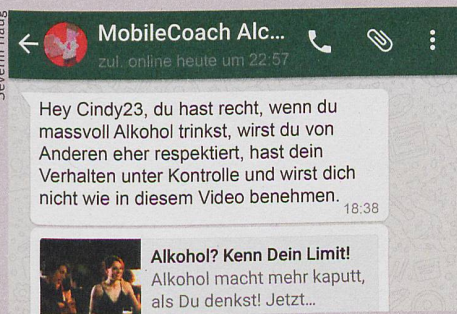 MobileCoach Alc...
zul. online heute um 22:57
Hey Cindy23, du hast recht, wenn du
massvoll Alkohol trinkst, wirst du von
Anderen eher respektiert, hast dein
Verhalten unter Kontrolle und wirst dich
nicht wie in diesem Video benehmen.
18:38
Alkohol? Kenn Dein Limit!
Alkohol macht mehr kaputt,
als Du denkst! Jetzt...